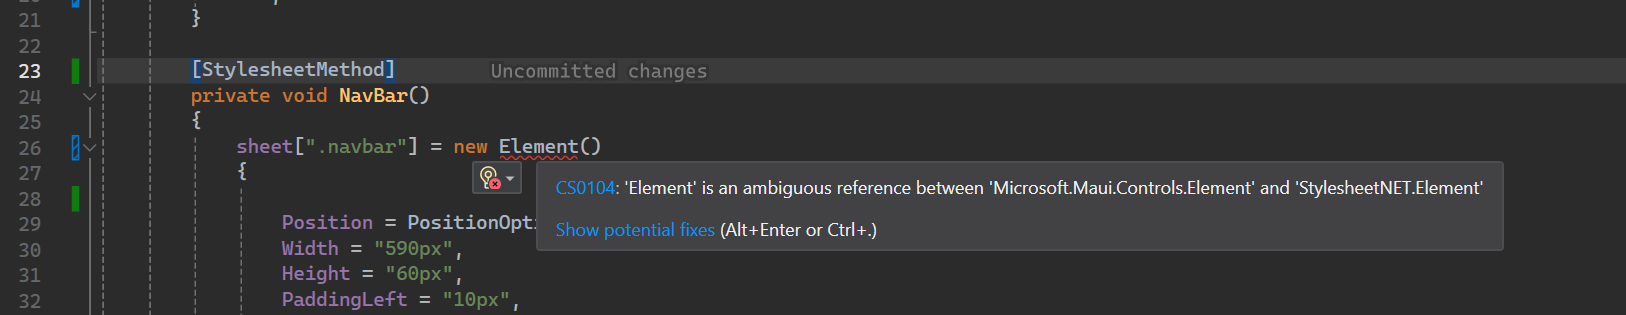 21 }
22
23 [StylesheetMethod] Uncommitted changes
24 private void NavBar()
25 {
26 sheet[".navbar"] = new Element()
27 {
CS0104: 'Element' is an ambiguous reference between 'Microsoft.Maui.Controls.Element' and 'StylesheetNET.Element'
28
29 Position = PositionOpti
Show potential fixes (Alt+Enter or Ctrl+.)
30 Width = "590px",
31 Height = "60px",
32 PaddingLeft = "10px",